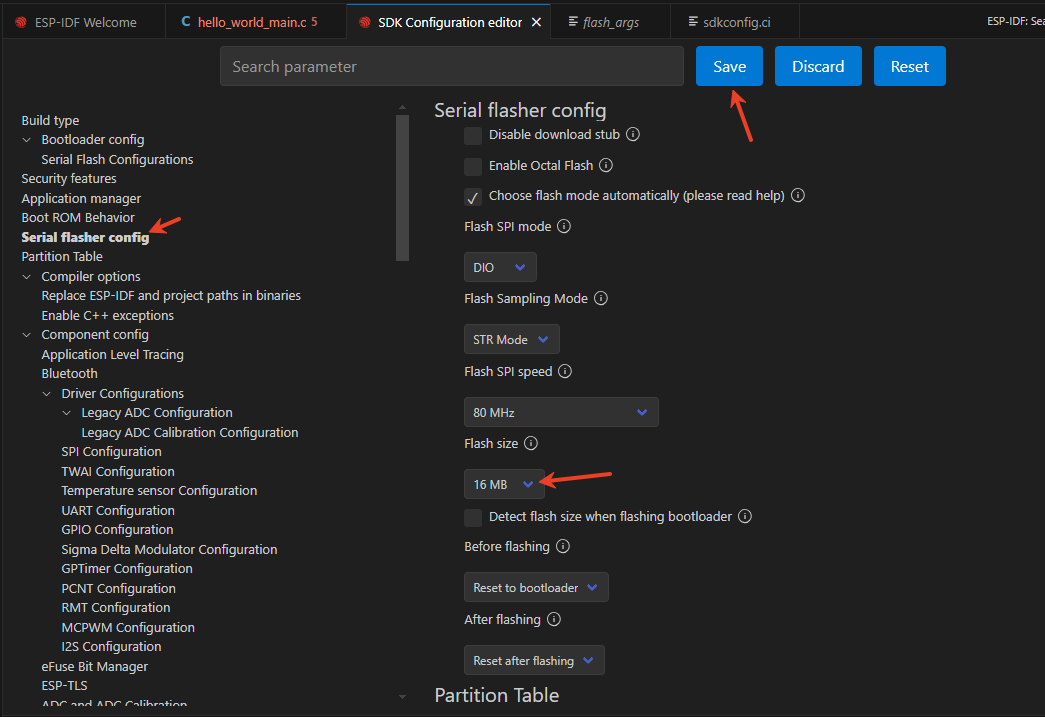 ESP-IDF Welcome
C hello_world_main.c 5
SDK Configuration editor
flash_args
sdkconfig.ci
ESP-IDF: Sea
Search parameter
Save
Discard
Reset
Build type
Bootloader config
Serial Flash Configurations
Security features
Application manager
Boot ROM Behavior
Serial flasher config
Partition Table
Compiler options
Replace ESP-IDF and project paths in binaries
Enable C++ exceptions
Component config
Application Level Tracing
Bluetooth
Driver Configurations
Legacy ADC Configuration
Legacy ADC Calibration Configuration
SPI Configuration
TWAI Configuration
Temperature sensor Configuration
UART Configuration
GPIO Configuration
Sigma Delta Modulator Configuration
GPTimer Configuration
PCNT Configuration
RMT Configuration
MCPWM Configuration
I2S Configuration
eFuse Bit Manager
ESP-TLS
ADC and ADC Calibration
Serial flasher config
Disable download stub
Enable Octal Flash
Choose flash mode automatically (please read help)
Flash SPI mode
DIO
Flash Sampling Mode
STR Mode
Flash SPI speed
80 MHz
Flash size
16 MB
Detect flash size when flashing bootloader
Before flashing
Reset to bootloader
After flashing
Reset after flashing
Partition Table